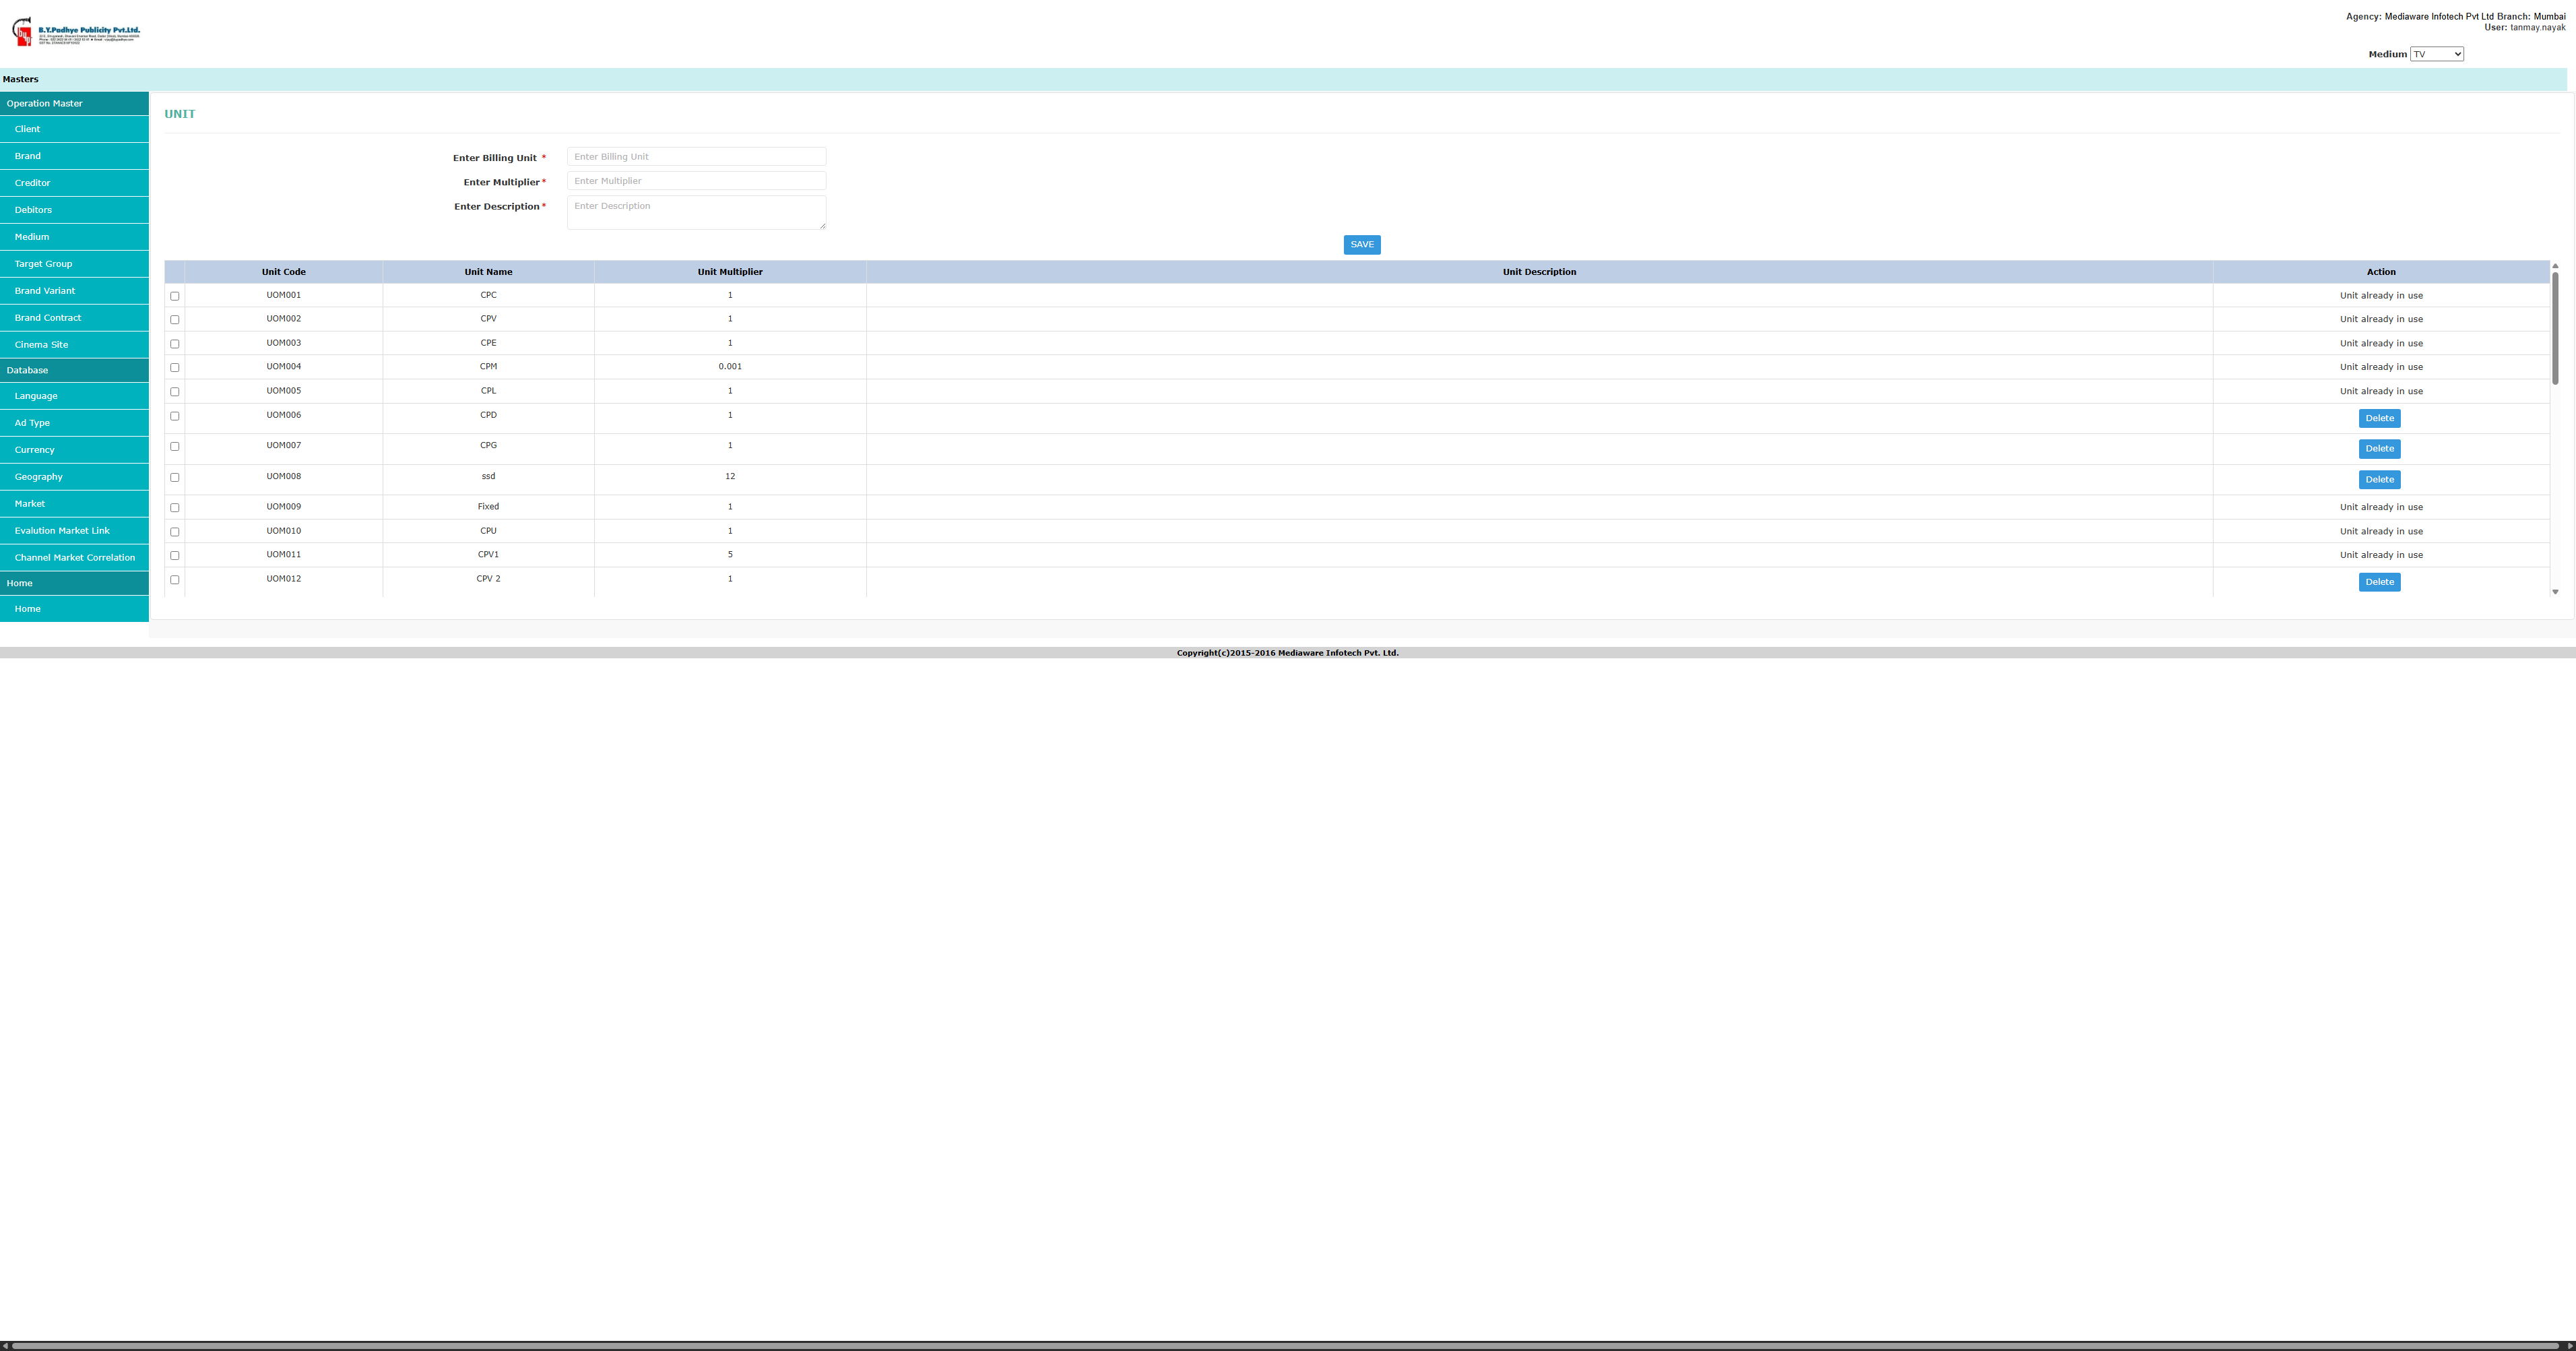 B.Y.Padhye Publicity Pvt.Ltd.
Agency: Mediaware Infotech Pvt Ltd Branch: Mumbai
User: tanmay.nayak
Medium TV
Masters
Operation Master
Client
Brand
Creditor
Debitors
Medium
Target Group
Brand Variant
Brand Contract
Cinema Site
Database
Language
Ad Type
Currency
Geography
Market
Evalution Market Link
Channel Market Correlation
Home
Home
UNIT
Enter Billing Unit * Enter Billing Unit
Enter Multiplier* Enter Multiplier
Enter Description* Enter Description
SAVE
Unit Code Unit Name Unit Multiplier Unit Description Action
UOM001 CPC 1 Unit already in use
UOM002 CPV 1 Unit already in use
UOM003 CPE 1 Unit already in use
UOM004 CPM 0.001 Unit already in use
UOM005 CPL 1 Unit already in use
UOM006 CPD 1 Delete
UOM007 CPG 1 Delete
UOM008 ssd 12 Delete
UOM009 Fixed 1 Unit already in use
UOM010 CPU 1 Unit already in use
UOM011 CPV1 5 Unit already in use
UOM012 CPV 2 1 Delete
Copyright(c)2015-2016 Mediaware Infotech Pvt. Ltd.